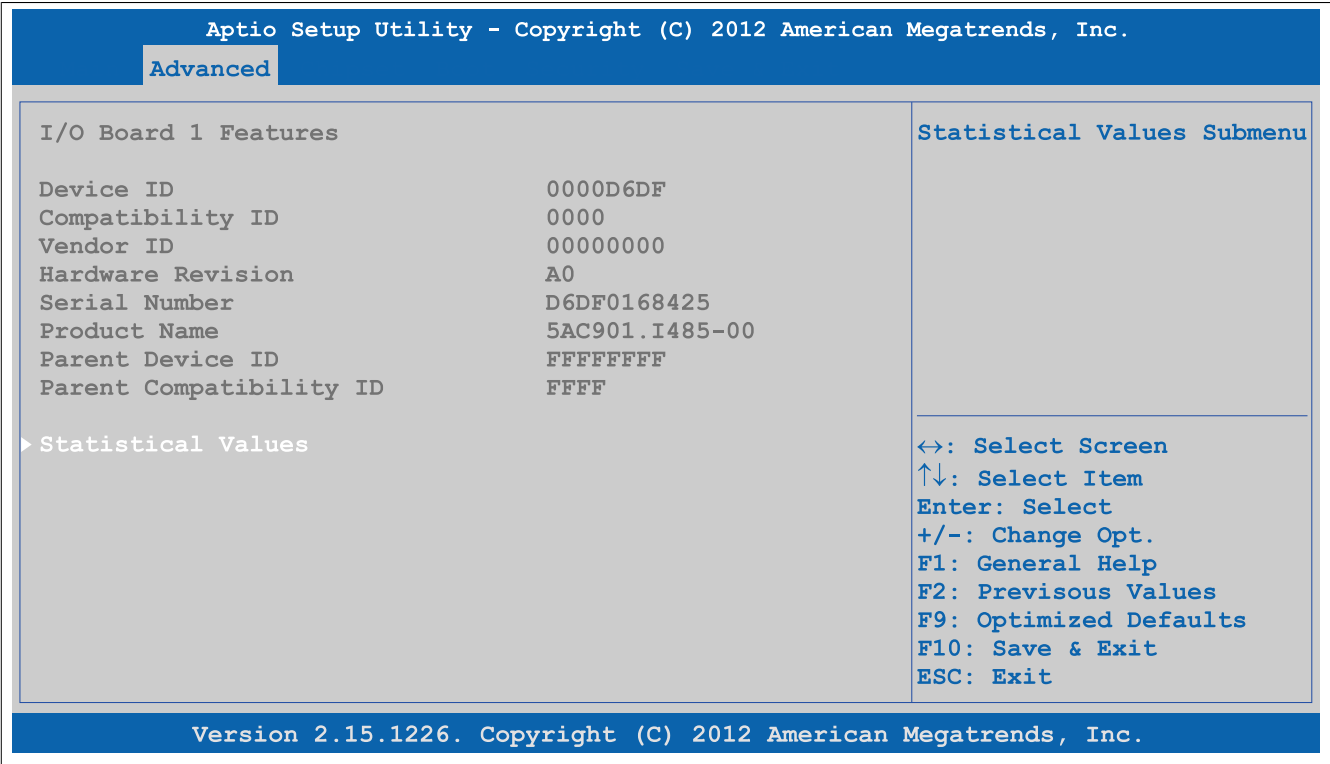 Aptio Setup Utility - Copyright (C) 2012 American Megatrends, Inc.
Advanced
I/O Board 1 Features
Device ID 0000D6DF
Compatibility ID 0000
Vendor ID 00000000
Hardware Revision A0
Serial Number D6DF0168425
Product Name 5AC901.I485-00
Parent Device ID FFFFFFFF
Parent Compatibility ID FFFF
Statistical Values
Statistical Values Submenu
↔: Select Screen
↑↓: Select Item
Enter: Select
+/-: Change Opt.
F1: General Help
F2: Previsous Values
F9: Optimized Defaults
F10: Save & Exit
ESC: Exit
Version 2.15.1226. Copyright (C) 2012 American Megatrends, Inc.